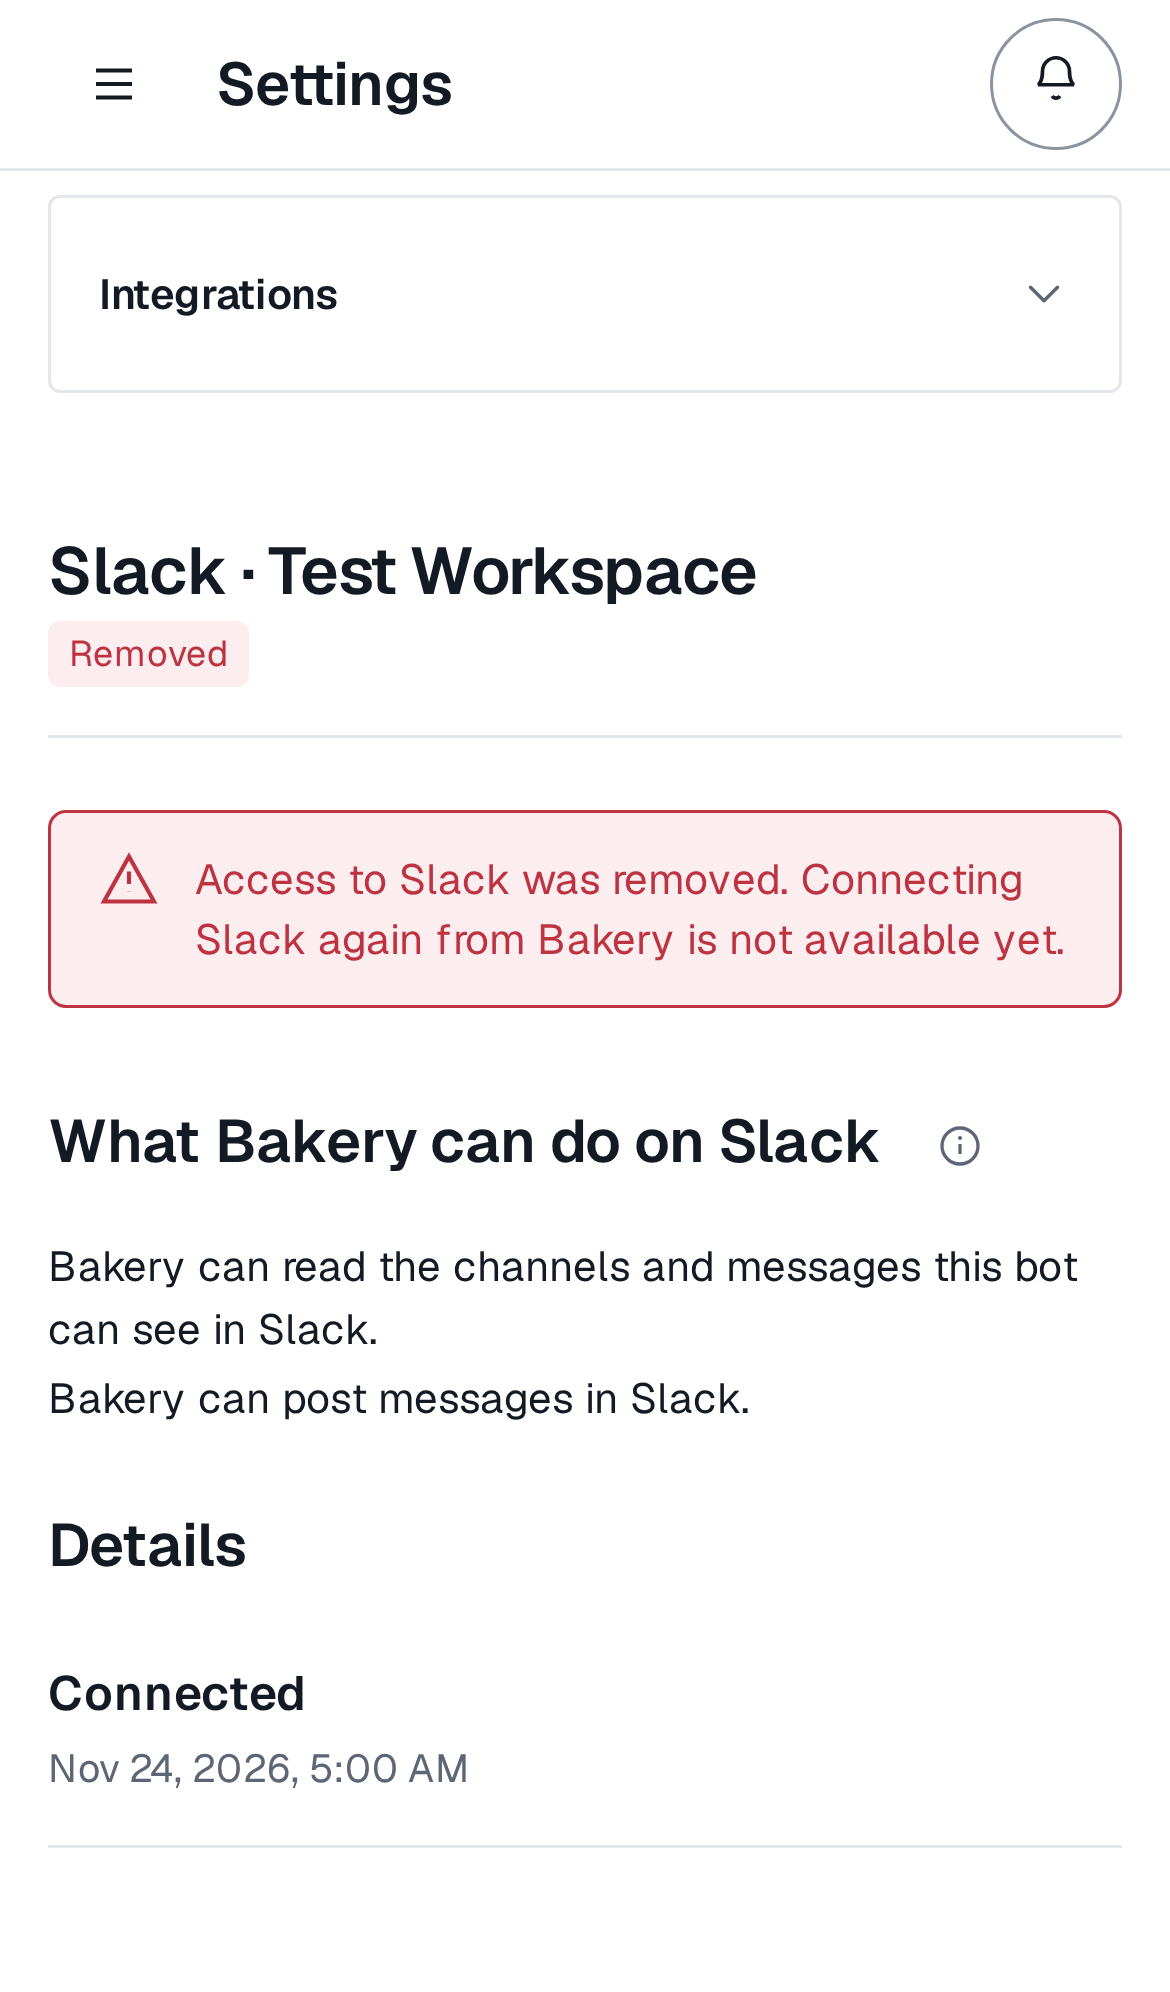 Settings
Integrations
Slack · Test Workspace
Removed
Access to Slack was removed. Connecting
Slack again from Bakery is not available yet.
What Bakery can do on Slack
Bakery can read the channels and messages this bot
can see in Slack.
Bakery can post messages in Slack.
Details
Connected
Nov 24, 2026, 5:00 AM